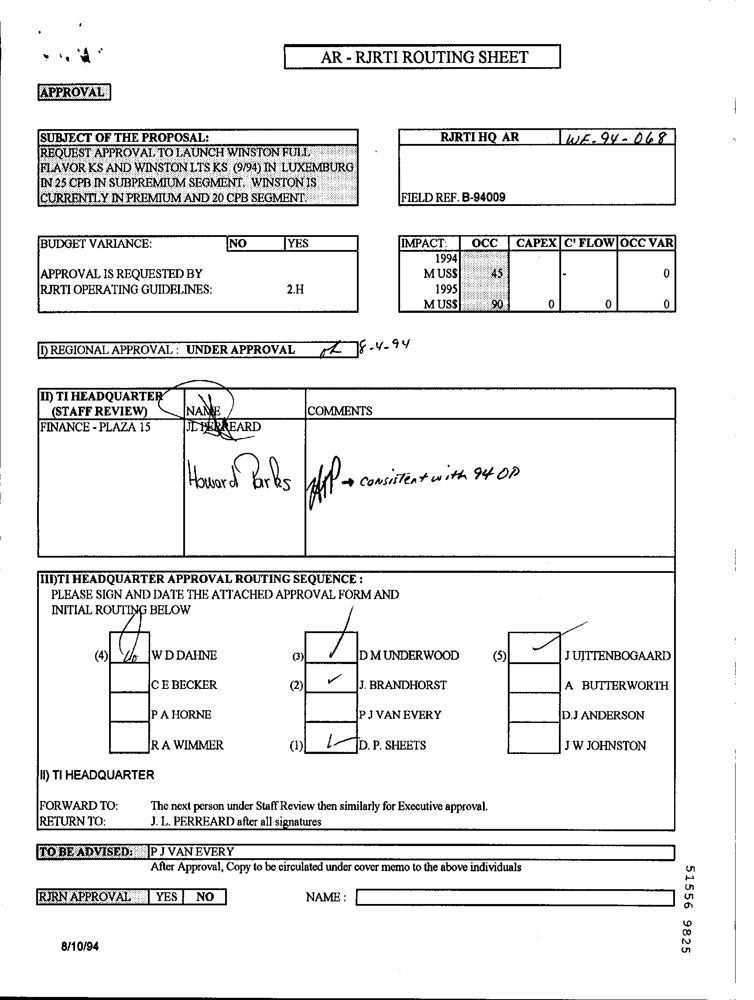 AR - RJRTI ROUTING SHEET
APPROVAL
SUBJECT OF THE PROPOSAL:
REQUEST APPROVAL TO LAUNCH WINSTON FULL
FLAVOR KS AND WINSTON LTS KS (9/94) IN LUXEMBURG
IN 25 CPB IN SUBPREMIUM SEGMENT. WINSTON IS
CURRENTLY IN PREMIUM AND 20 CPB SEGMENT.
RJRTI HQ AR WF-94-068
FIELD REF. B-94009
BUDGET VARIANCE: NO YES
APPROVAL IS REQUESTED BY
RJRTI OPERATING GUIDELINES: 2.H
IMPACT: OCC CAPEX C' FLOW OCC VAR
1994
M US$ 45 - 0
1995
M US$ 90 0 0 0
I) REGIONAL APPROVAL : UNDER APPROVAL 8-4-94
II) TI HEADQUARTER
(STAFF REVIEW) NAME COMMENTS
FINANCE - PLAZA 15 JL PERREARD
Howard Parks → consistent with 94 OP
III)TI HEADQUARTER APPROVAL ROUTING SEQUENCE :
PLEASE SIGN AND DATE THE ATTACHED APPROVAL FORM AND
INITIAL ROUTING BELOW
(4) W D DAHNE (3) D M UNDERWOOD (5) J UITTENBOGAARD
C E BECKER (2) J. BRANDHORST A BUTTERWORTH
P A HORNE P J VAN EVERY D.J ANDERSON
R A WIMMER (1) D. P. SHEETS J W JOHNSTON
II) TI HEADQUARTER
FORWARD TO: The next person under Staff Review then similarly for Executive approval.
RETURN TO: J. L. PERREARD after all signatures
TO BE ADVISED: P J VAN EVERY
After Approval, Copy to be circulated under cover memo to the above individuals
RJRN APPROVAL YES NO NAME :
8/10/94
51556 9825